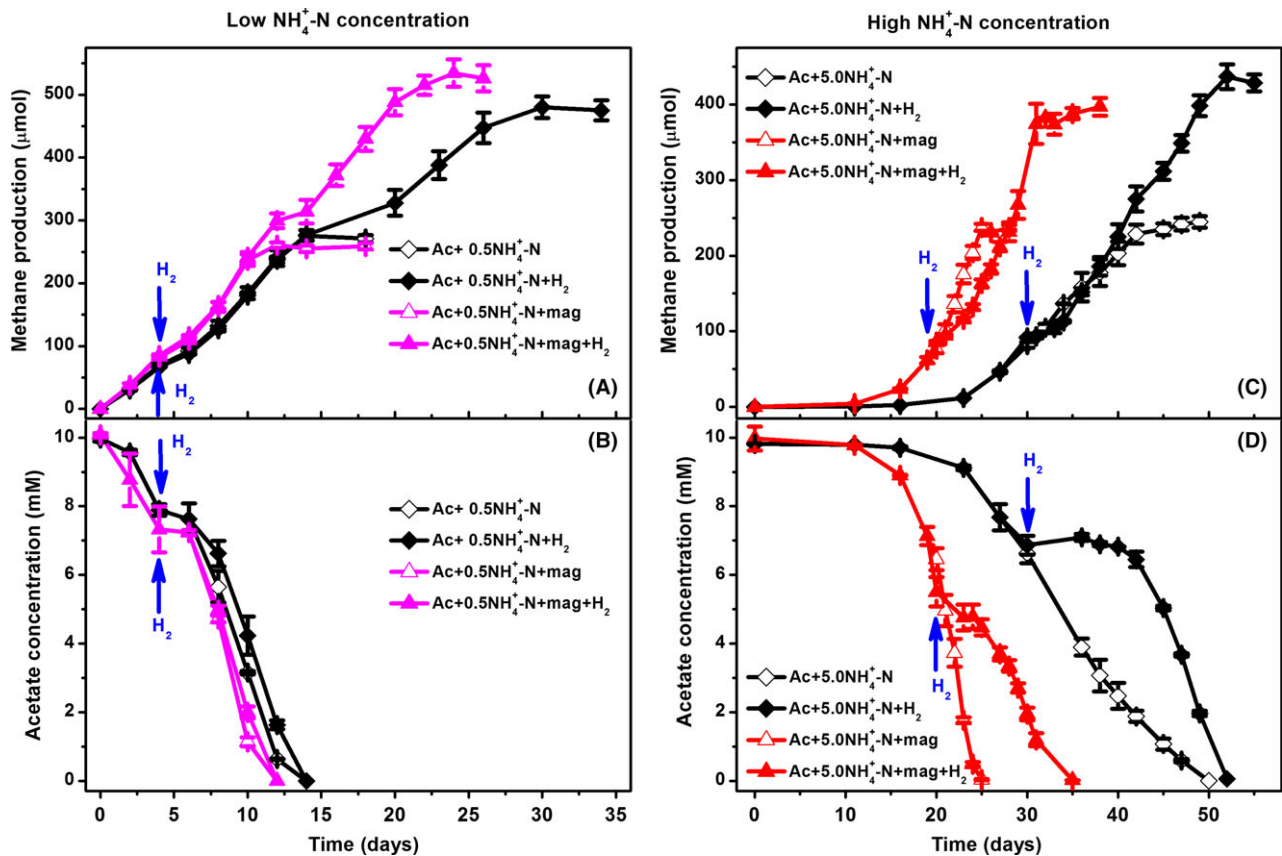 Low NH₄⁺-N concentration
High NH₄⁺-N concentration
Methane production (μmol)
500
400
300
200
100
0
H₂
H₂
Ac+ 0.5NH₄⁺-N
Ac+ 0.5NH₄⁺-N+H₂
Ac+0.5NH₄⁺-N+mag
Ac+0.5NH₄⁺-N+mag+H₂
(A)
Methane production (μmol)
400
300
200
100
0
Ac+5.0NH₄⁺-N
Ac+5.0NH₄⁺-N+H₂
Ac+5.0NH₄⁺-N+mag
Ac+5.0NH₄⁺-N+mag+H₂
H₂
H₂
(C)
Acetate concentration (mM)
10
8
6
4
2
0
H₂
H₂
(B)
Ac+ 0.5NH₄⁺-N
Ac+ 0.5NH₄⁺-N+H₂
Ac+0.5NH₄⁺-N+mag
Ac+0.5NH₄⁺-N+mag+H₂
0 5 10 15 20 25 30 35
Time (days)
Acetate concentration (mM)
10
8
6
4
2
0
H₂
H₂
(D)
Ac+5.0NH₄⁺-N
Ac+5.0NH₄⁺-N+H₂
Ac+5.0NH₄⁺-N+mag
Ac+5.0NH₄⁺-N+mag+H₂
0 10 20 30 40 50
Time (days)